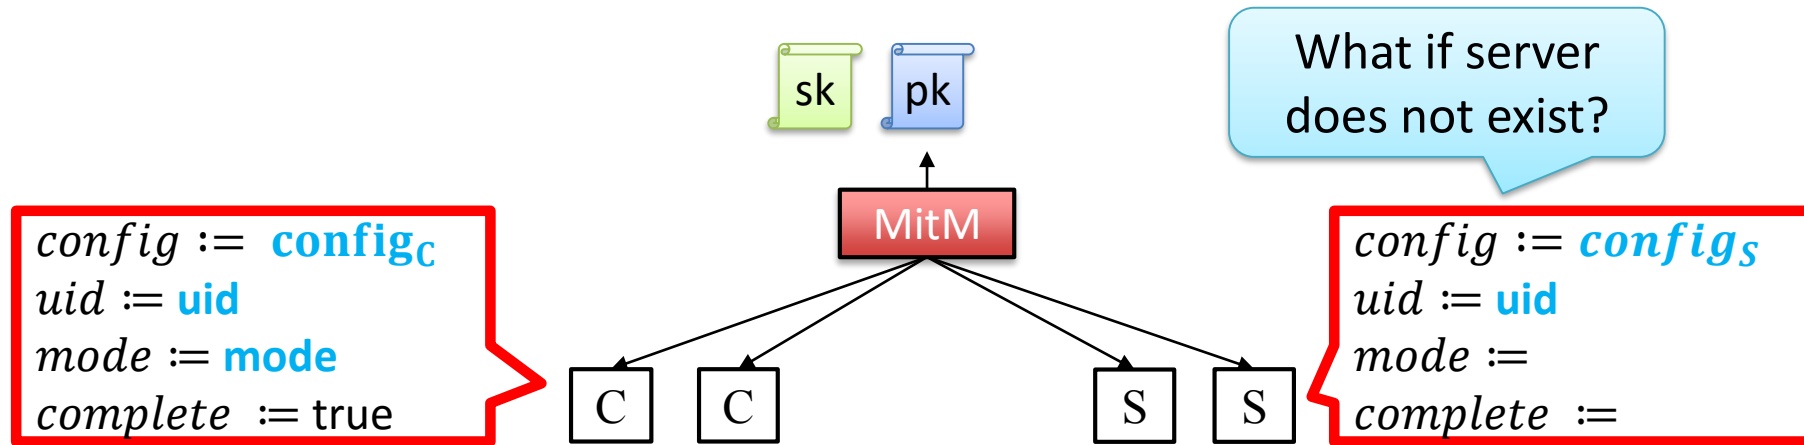 What if server
does not exist?
sk
pk
MitM
config := config_C
uid := uid
mode := mode
complete := true
C
C
S
S
config := config_S
uid := uid
mode :=
complete :=